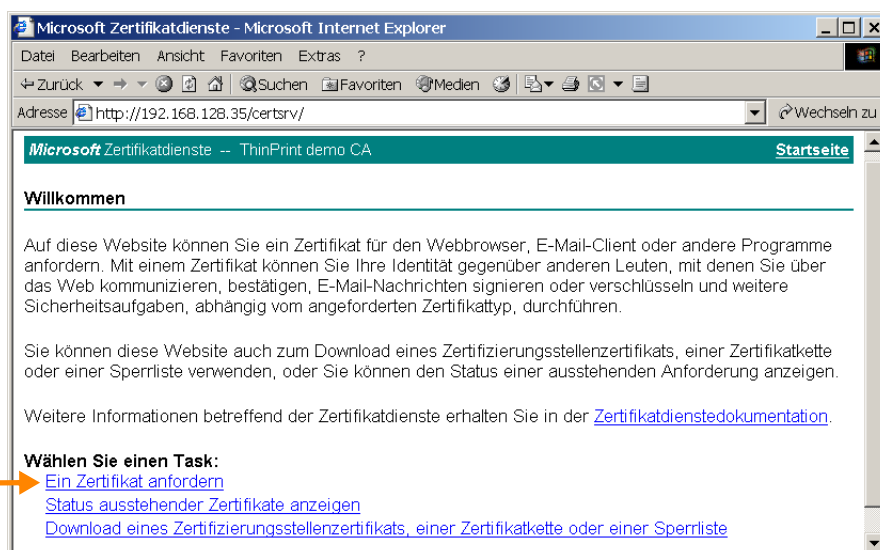 Microsoft Zertifikatdienste - Microsoft Internet Explorer
Datei Bearbeiten Ansicht Favoriten Extras ?
Zurück Suchen Favoriten Medien
Adresse http://192.168.128.35/certsrv/ Wechseln zu
Microsoft Zertifikatdienste -- ThinPrint demo CA Startseite
Willkommen
Auf diese Website können Sie ein Zertifikat für den Webbrowser, E-Mail-Client oder andere Programme
anfordern. Mit einem Zertifikat können Sie Ihre Identität gegenüber anderen Leuten, mit denen Sie über
das Web kommunizieren, bestätigen, E-Mail-Nachrichten signieren oder verschlüsseln und weitere
Sicherheitsaufgaben, abhängig vom angeforderten Zertifikattyp, durchführen.
Sie können diese Website auch zum Download eines Zertifizierungsstellenzertifikats, einer Zertifikatkette
oder einer Sperrliste verwenden, oder Sie können den Status einer ausstehenden Anforderung anzeigen.
Weitere Informationen betreffend der Zertifikatdienste erhalten Sie in der Zertifikatdienstedokumentation.
Wählen Sie einen Task:
Ein Zertifikat anfordern
Status ausstehender Zertifikate anzeigen
Download eines Zertifizierungsstellenzertifikats, einer Zertifikatkette oder einer Sperrliste